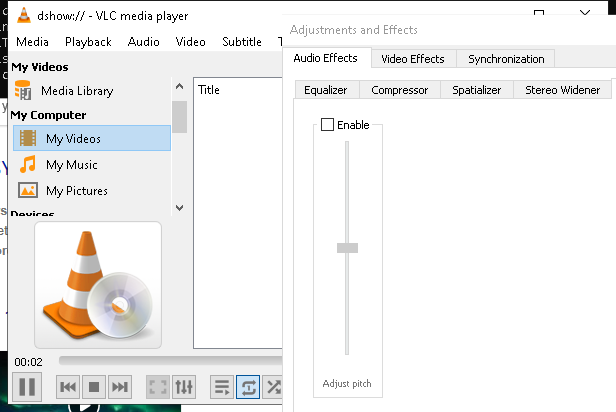 dshow:// - VLC media player
Adjustments and Effects
Media Playback Audio Video Subtitle
Audio Effects Video Effects Synchronization
My Videos
Media Library
Title
Equalizer Compressor Spatializer Stereo Widener
My Computer
Enable
My Videos
My Music
My Pictures
Devices
00:02
Adjust pitch